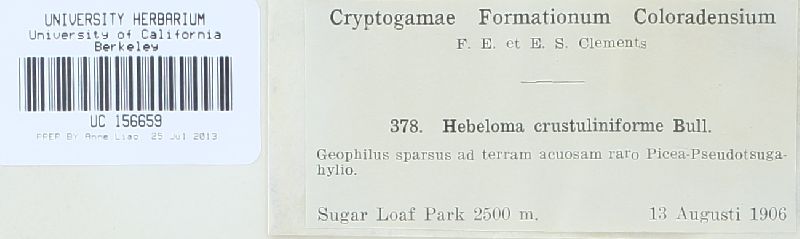 UNIVERSITY HERBARIUM
University of California
Berkeley
UC 156659
PREP BY Anne Liao, 25 Jul 2013
Cryptogamae Formationum Coloradensium
F. E. et E. S. Clements
378. Hebeloma crustuliniforme Bull.
Geophilus sparsus ad terram acuosam raro Picea-Pseudotsuga-
hylio.
Sugar Loaf Park 2500 m. 13 Augusti 1906